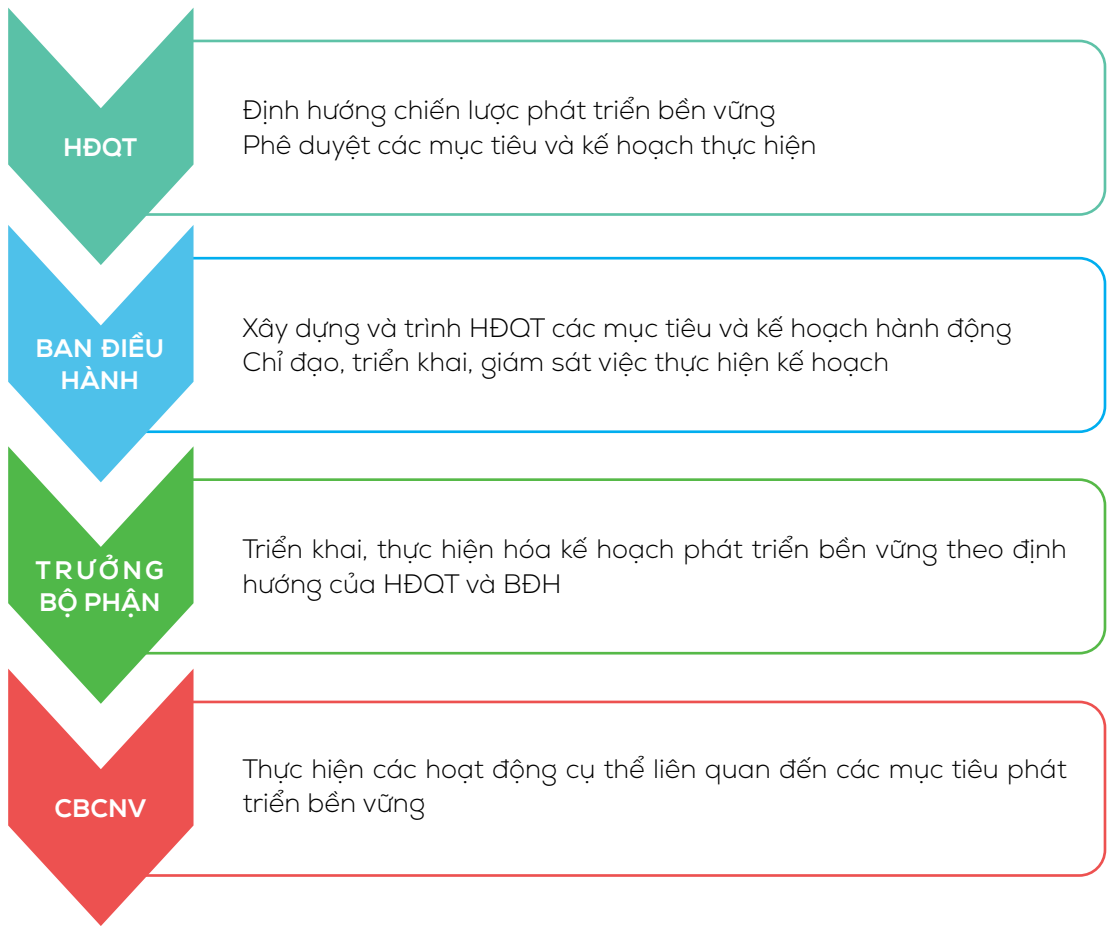 HĐQT
Định hướng chiến lược phát triển bền vững
Phê duyệt các mục tiêu và kế hoạch thực hiện
BAN ĐIỀU
HÀNH
Xây dựng và trình HĐQT các mục tiêu và kế hoạch hành động
Chỉ đạo, triển khai, giám sát việc thực hiện kế hoạch
TRƯỞNG
BỘ PHẬN
Triển khai, thực hiện hóa kế hoạch phát triển bền vững theo định
hướng của HĐQT và BĐH
CBCNV
Thực hiện các hoạt động cụ thể liên quan đến các mục tiêu phát
triển bền vững